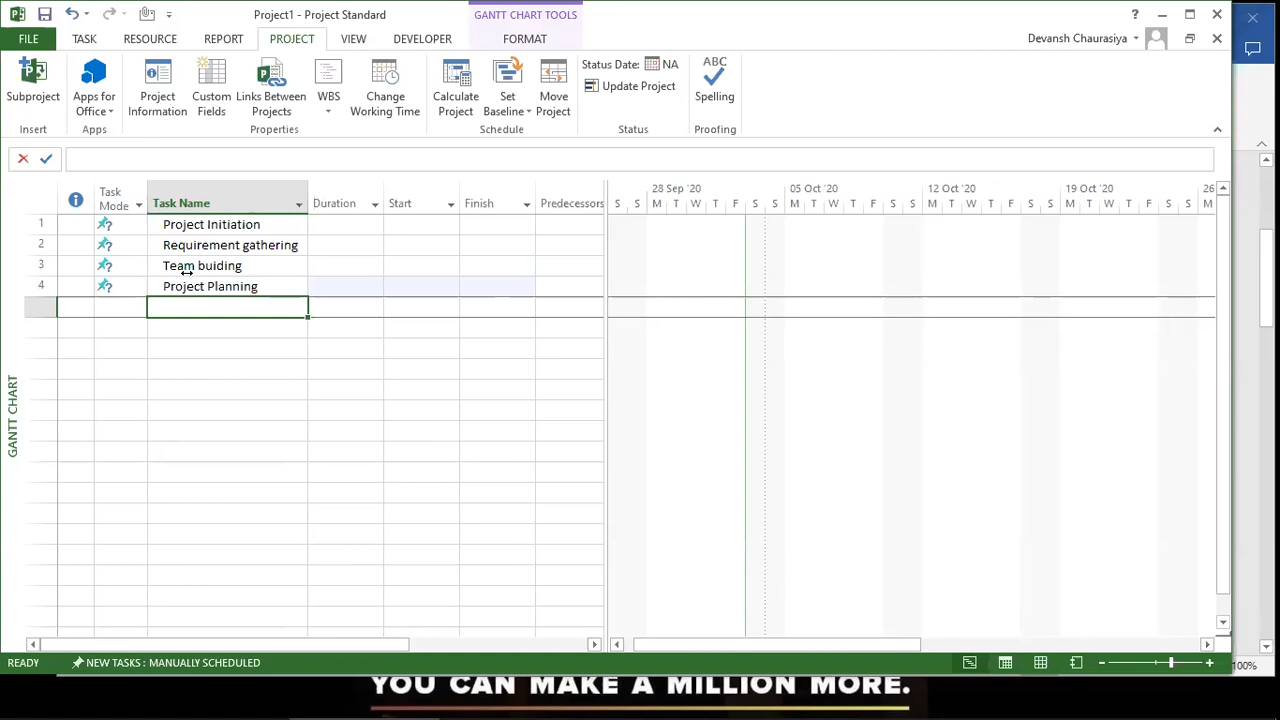 Project1 - Project Standard
GANTT CHART TOOLS
?
FILE
TASK
RESOURCE
REPORT
PROJECT
VIEW
DEVELOPER
FORMAT
Devansh Chaurasiya
Subproject
Apps for Office
Project Information
Custom Fields
Links Between Projects
WBS
Change Working Time
Calculate Project
Set Baseline
Move Project
Status Date: NA
Update Project
ABC
Spelling
Insert
Apps
Properties
Schedule
Status
Proofing
Task Mode
Task Name
Duration
Start
Finish
Predecessors
28 Sep '20
05 Oct '20
12 Oct '20
19 Oct '20
26
S S M T W T F S S M T W T F S S M T W T F S S M T W T F S S M
1 Project Initiation
2 Requirement gathering
3 Team buiding
4 Project Planning
GANTT CHART
READY
NEW TASKS : MANUALLY SCHEDULED
100%
YOU CAN MAKE A MILLION MORE.